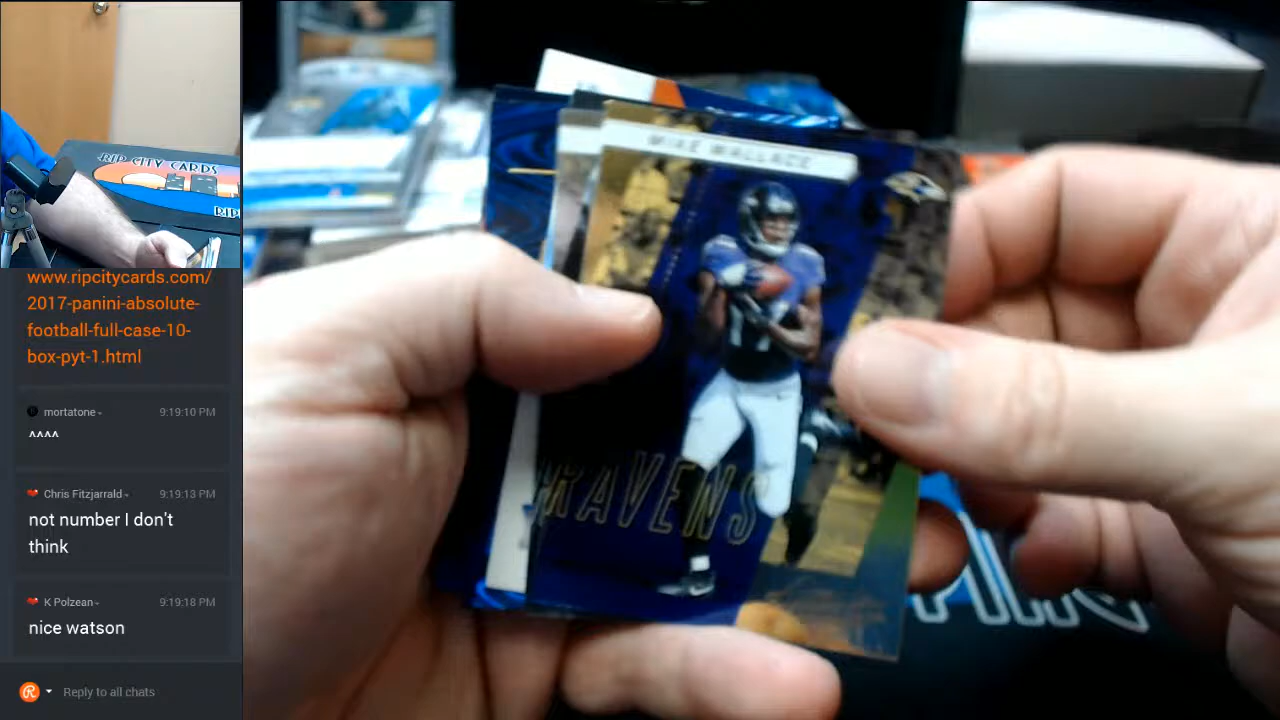 RIP CITY CARDS
RIP
www.ripcitycards.com/
2017-panini-absolute-
football-full-case-10-
box-pyt-1.html
mortatone
9:19:10 PM
^^^^
Chris Fitzjarrald
9:19:13 PM
not number I don't
think
K Polzean
9:19:18 PM
nice watson
Reply to all chats
MIKE WALLACE
17
RAVENS